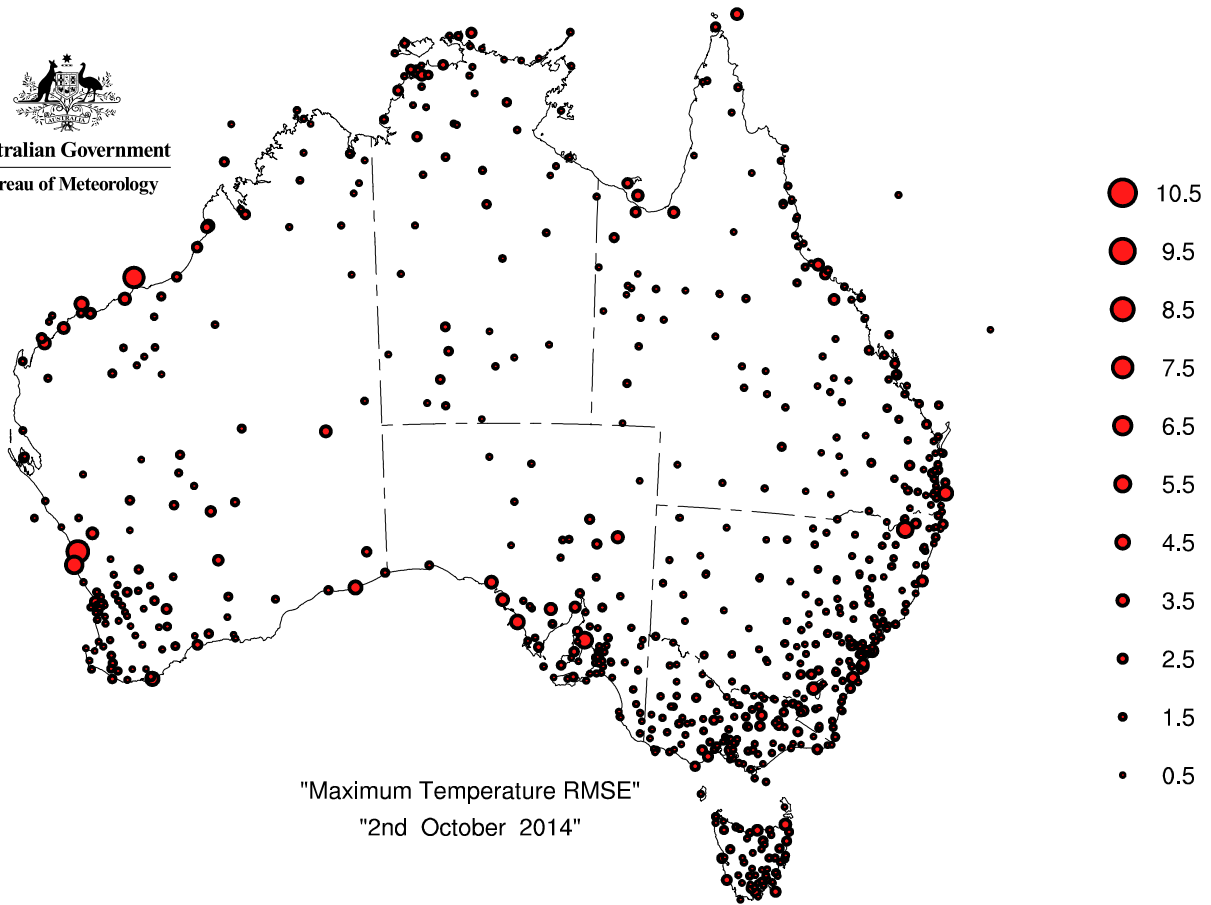 AUSTRALIA
tralian Government
reau of Meteorology
10.5
9.5
8.5
7.5
6.5
5.5
4.5
3.5
2.5
1.5
0.5
"Maximum Temperature RMSE"
"2nd October 2014"